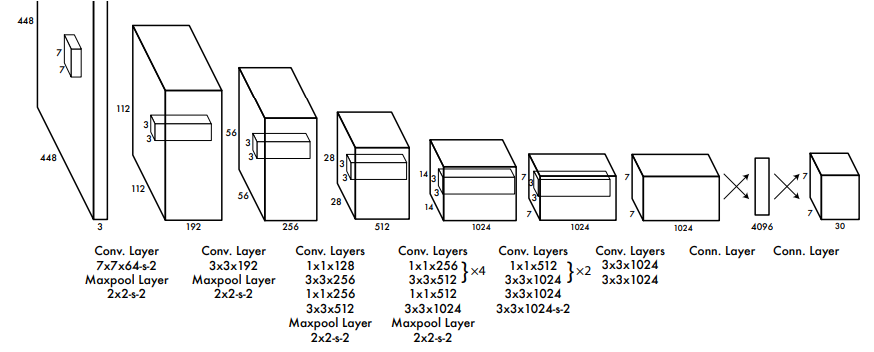 448
7
7
448
3
112
3
3
112
192
56
3
3
56
256
28
3
3
28
512
14
3
3
14
1024
7
3
3
7
1024
7
7
1024
4096
7
7
30
Conv. Layer
7x7x64-s-2
Maxpool Layer
2x2-s-2
Conv. Layer
3x3x192
Maxpool Layer
2x2-s-2
Conv. Layers
1x1x128
3x3x256
1x1x256
3x3x512
Maxpool Layer
2x2-s-2
Conv. Layers
1x1x256
3x3x512
}×4
1x1x512
3x3x1024
Maxpool Layer
2x2-s-2
Conv. Layers
1x1x512
3x3x1024
}×2
3x3x1024
3x3x1024-s-2
Conv. Layers
3x3x1024
3x3x1024
Conn. Layer
Conn. Layer